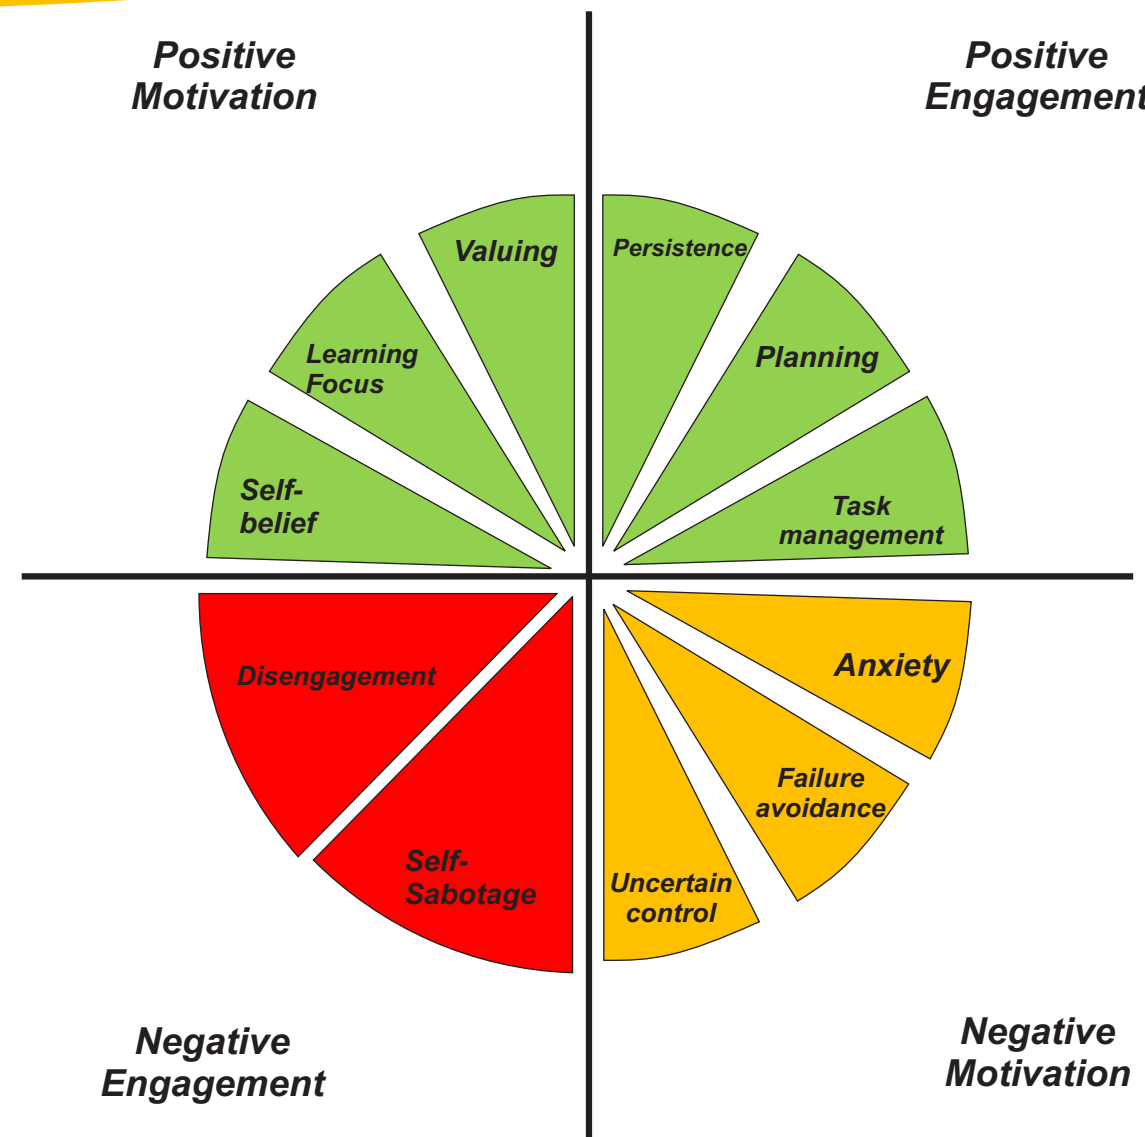 Positive
Motivation
Positive
Engagement
Valuing
Persistence
Learning
Focus
Planning
Self-
belief
Task
management
Disengagement
Anxiety
Self-
Sabotage
Failure
avoidance
Uncertain
control
Negative
Engagement
Negative
Motivation